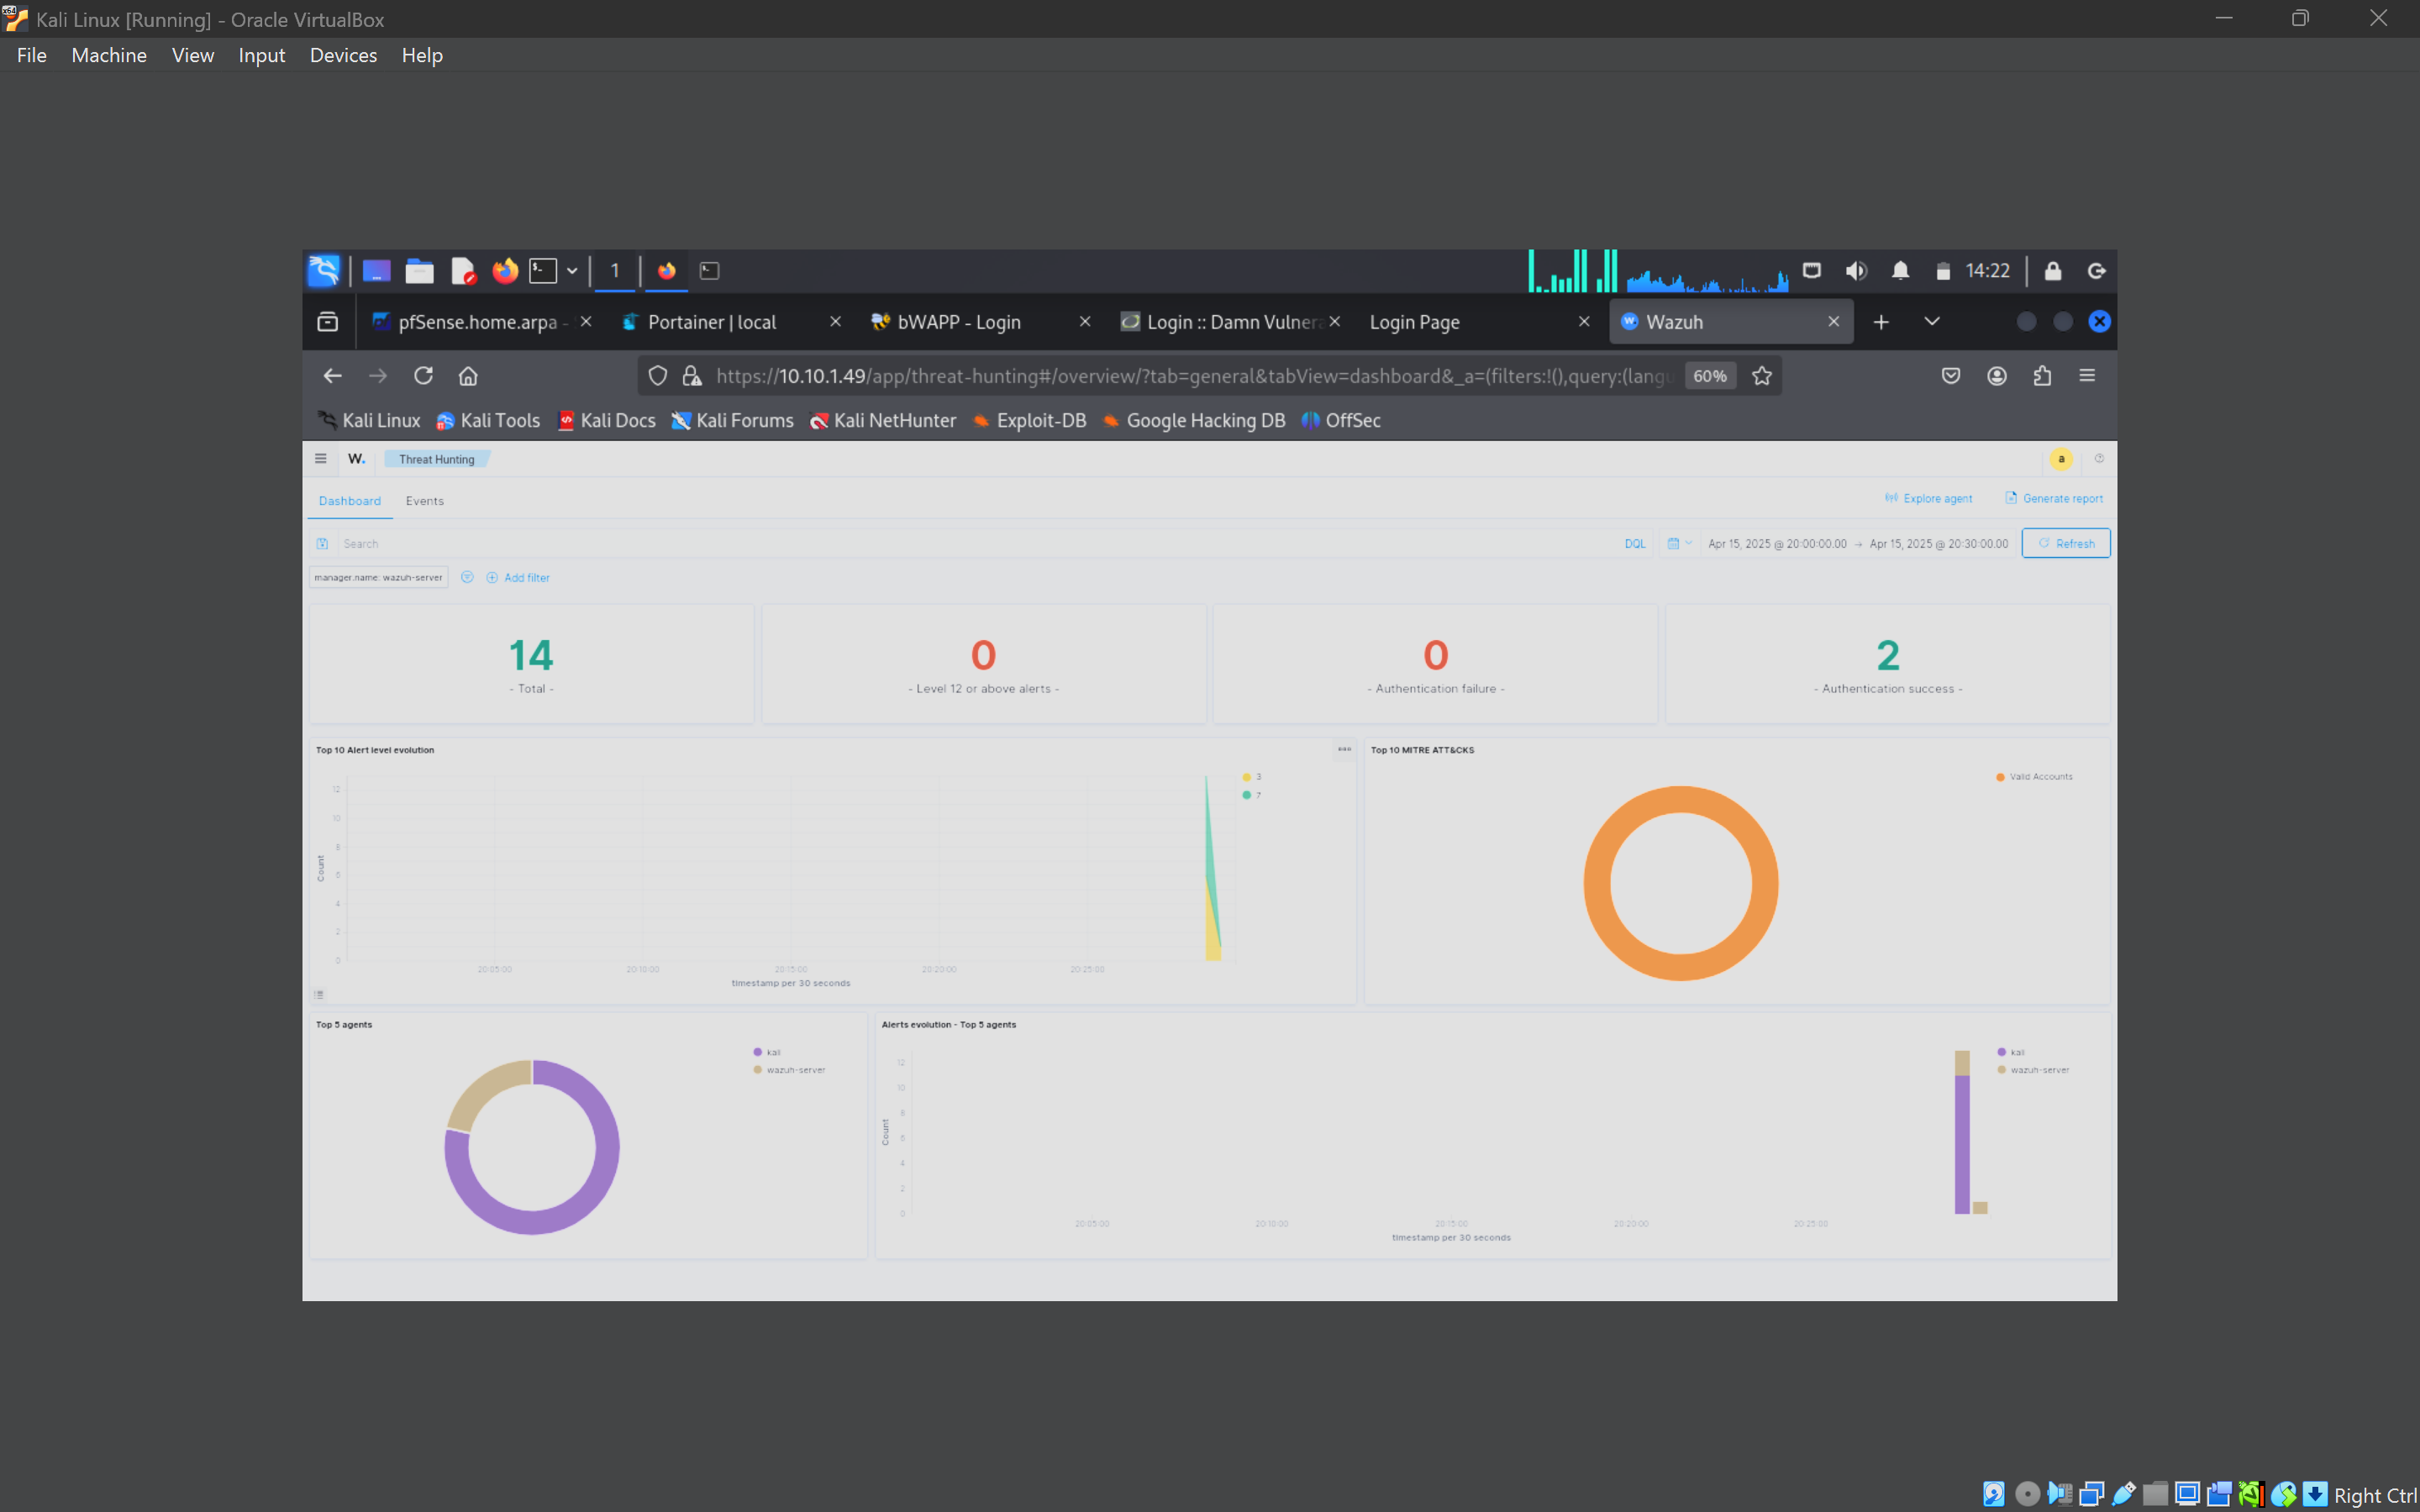 Kali Linux [Running] - Oracle VirtualBox
File Machine View Input Devices Help
1 14:22
pfSense.home.arpa - Portainer | local bWAPP - Login Login :: Damn Vulnera Login Page Wazuh
https://10.10.1.49/app/threat-hunting#/overview/?tab=general&tabView=dashboard&_a=(filters:!(),query:(langu 60%
Kali Linux Kali Tools Kali Docs Kali Forums Kali NetHunter Exploit-DB Google Hacking DB OffSec
W. Threat Hunting a
Dashboard Events Explore agent Generate report
Search DQL Apr 15, 2025 @ 20:00:00.00 → Apr 15, 2025 @ 20:30:00.00 Refresh
manager.name: wazuh-server Add filter
14 0 0 2
- Total - - Level 12 or above alerts - - Authentication failure - - Authentication success -
Top 10 Alert level evolution
3
7
12
10
8
6
4
2
0
Count
20:05:00 20:10:00 20:15:00 20:20:00 20:25:00
timestamp per 30 seconds
Top 10 MITRE ATT&CKS
Valid Accounts
Top 5 agents
kali
wazuh-server
Alerts evolution - Top 5 agents
kali
wazuh-server
12
10
8
6
4
2
0
Count
20:05:00 20:10:00 20:15:00 20:20:00 20:25:00
timestamp per 30 seconds
Right Ctrl